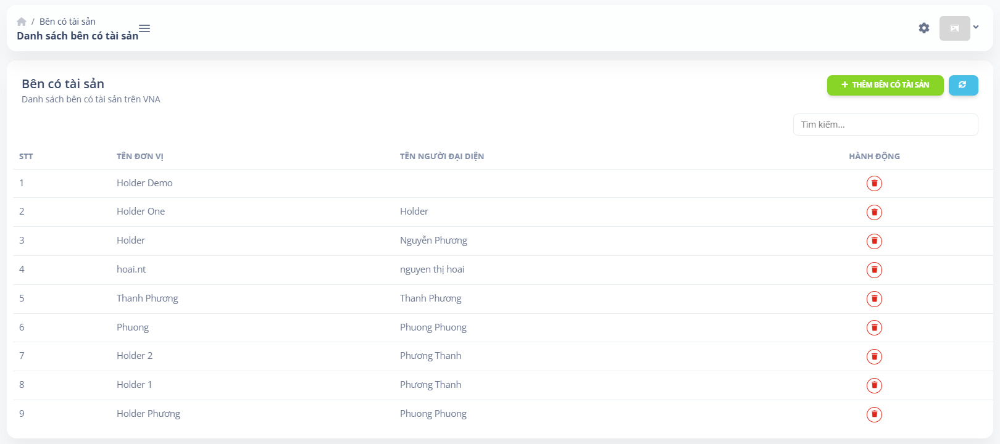 / Bên có tài sản
Danh sách bên có tài sản
Bên có tài sản
Danh sách bên có tài sản trên VNA
THÊM BÊN CÓ TÀI SẢN
Tìm kiếm...
STT TÊN ĐƠN VỊ TÊN NGƯỜI ĐẠI DIỆN HÀNH ĐỘNG
1 Holder Demo
2 Holder One Holder
3 Holder Nguyễn Phương
4 hoai.nt nguyen thị hoai
5 Thanh Phương Thanh Phương
6 Phuong Phuong Phuong
7 Holder 2 Phương Thanh
8 Holder 1 Phương Thanh
9 Holder Phương Phuong Phuong